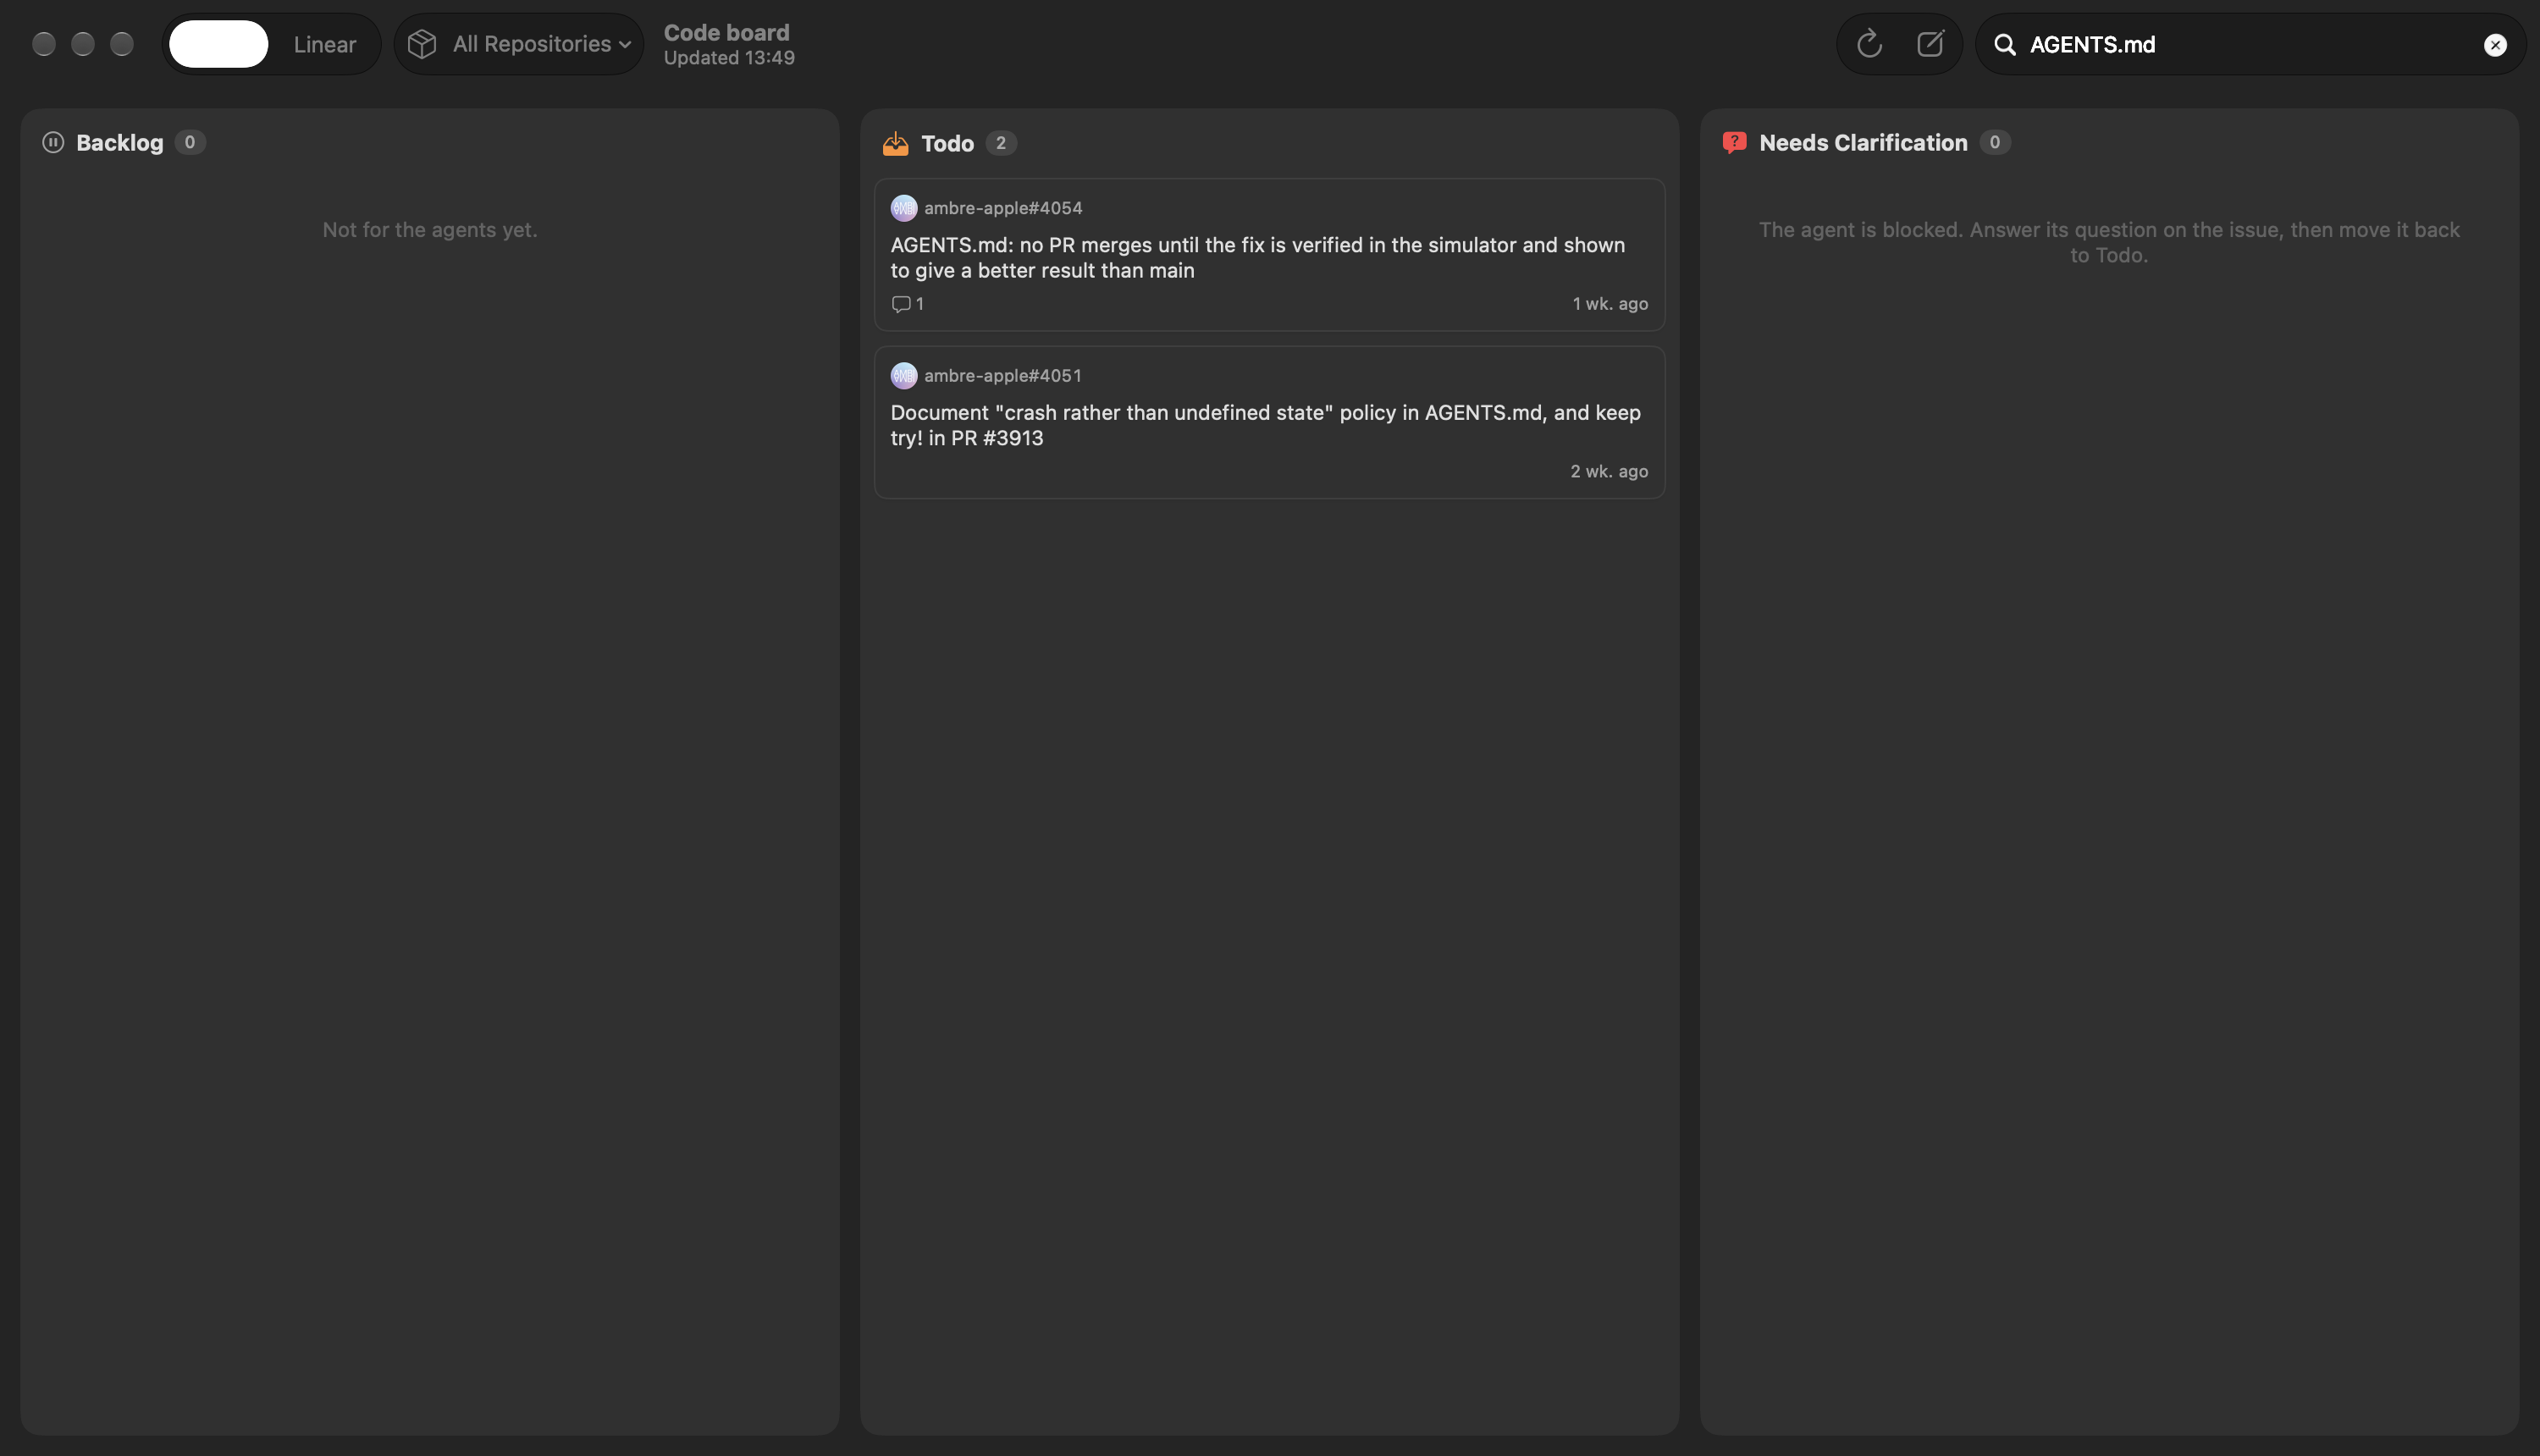 Linear
All Repositories
Code board
Updated 13:49
AGENTS.md
Backlog 0
Not for the agents yet.
Todo 2
ambre-apple#4054
AGENTS.md: no PR merges until the fix is verified in the simulator and shown
to give a better result than main
1
1 wk. ago
ambre-apple#4051
Document "crash rather than undefined state" policy in AGENTS.md, and keep
try! in PR #3913
2 wk. ago
Needs Clarification 0
The agent is blocked. Answer its question on the issue, then move it back
to Todo.